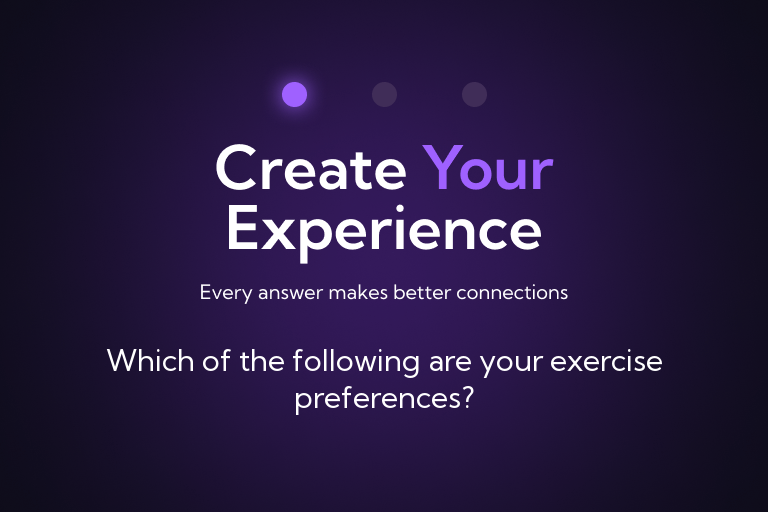 Create Your
Experience
Every answer makes better connections
Which of the following are your exercise
preferences?